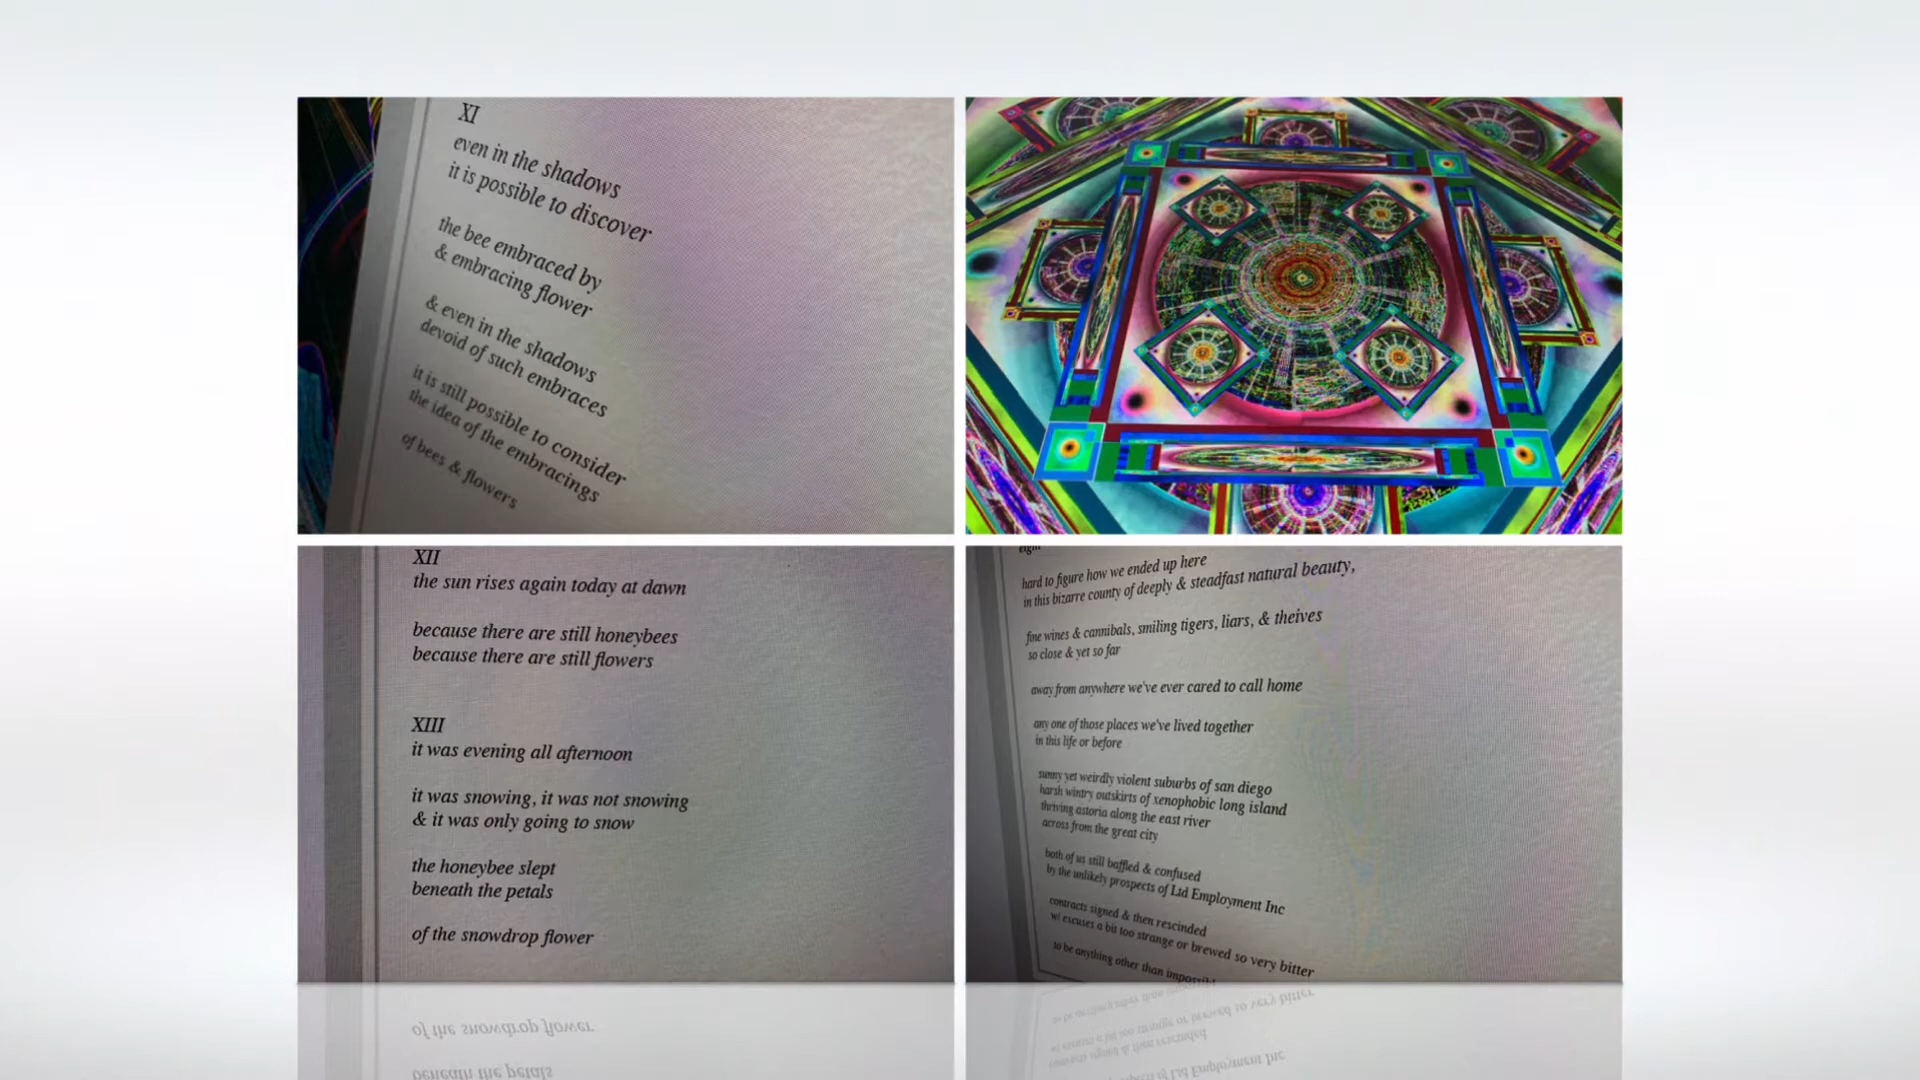 XI
even in the shadows
it is possible to discover
the bee embraced by
& embracing flower
& even in the shadows
devoid of such embraces
it is still possible to consider
the idea of the embracings
of bees & flowers
XII
the sun rises again today at dawn
because there are still honeybees
because there are still flowers
XIII
it was evening all afternoon
it was snowing, it was not snowing
& it was only going to snow
the honeybee slept
beneath the petals
of the snowdrop flower
hard to figure how we ended up here
in this bizarre county of deeply & steadfast natural beauty,
fine wines & cannibals, smiling tigers, liars, & theives
so close & yet so far
away from anywhere we've ever cared to call home
any one of those places we've lived together
in this life or before
sunny yet weirdly violent suburbs of san diego
harsh wintry outskirts of xenophobic long island
thriving astoria along the east river
across from the great city
both of us still baffled & confused
by the unlikely prospects of Ltd Employment Inc
contracts signed & then rescinded
w/ excuses a bit too strange or brewed so very bitter
to be anything other than